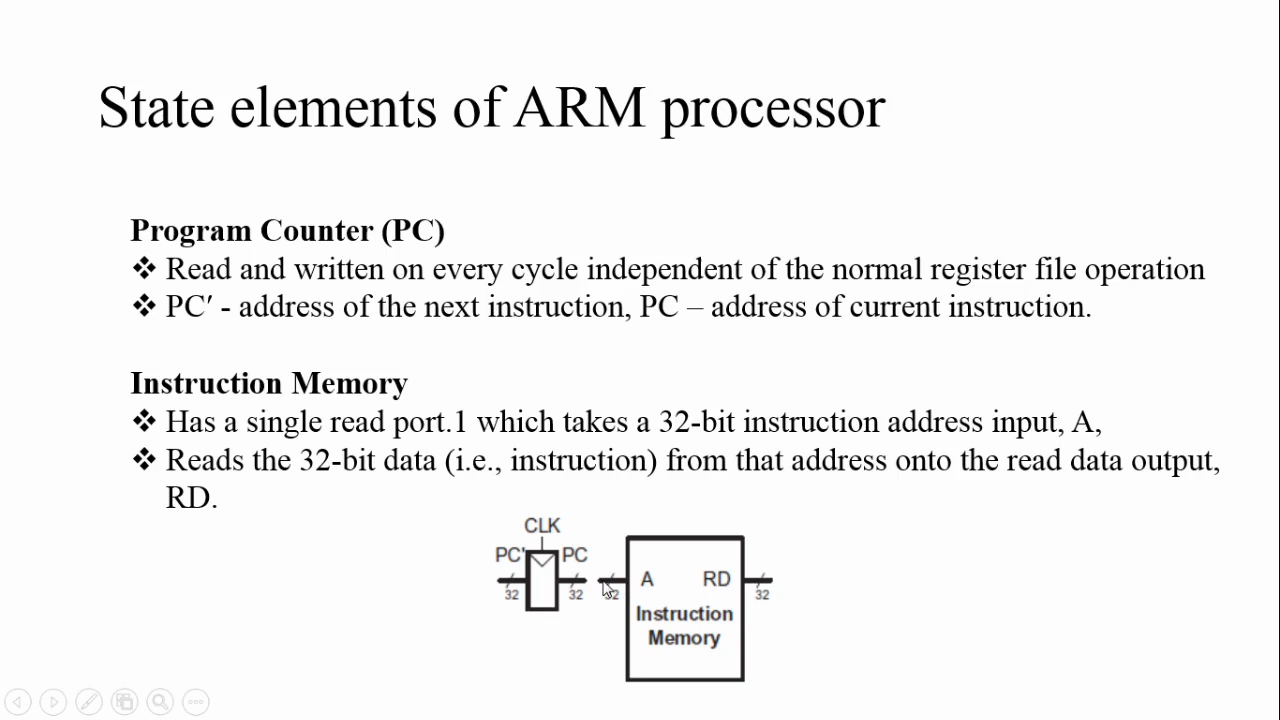 State elements of ARM processor
Program Counter (PC)
❖ Read and written on every cycle independent of the normal register file operation
❖ PC′ - address of the next instruction, PC – address of current instruction.
Instruction Memory
❖ Has a single read port.1 which takes a 32-bit instruction address input, A,
❖ Reads the 32-bit data (i.e., instruction) from that address onto the read data output,
RD.
CLK
PC' PC
A RD
32 32 32 32
Instruction
Memory